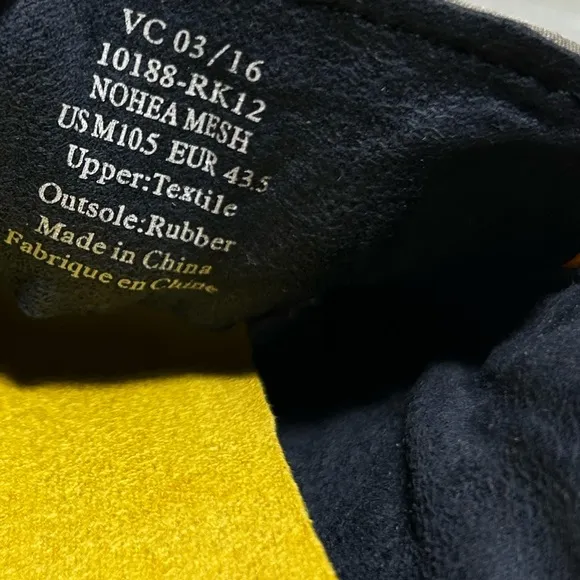 VC 03/16
10188-RK12
NOHEA MESH
US M10.5 EUR 43.5
Upper:Textile
Outsole:Rubber
Made in China
Fabrique en Chine